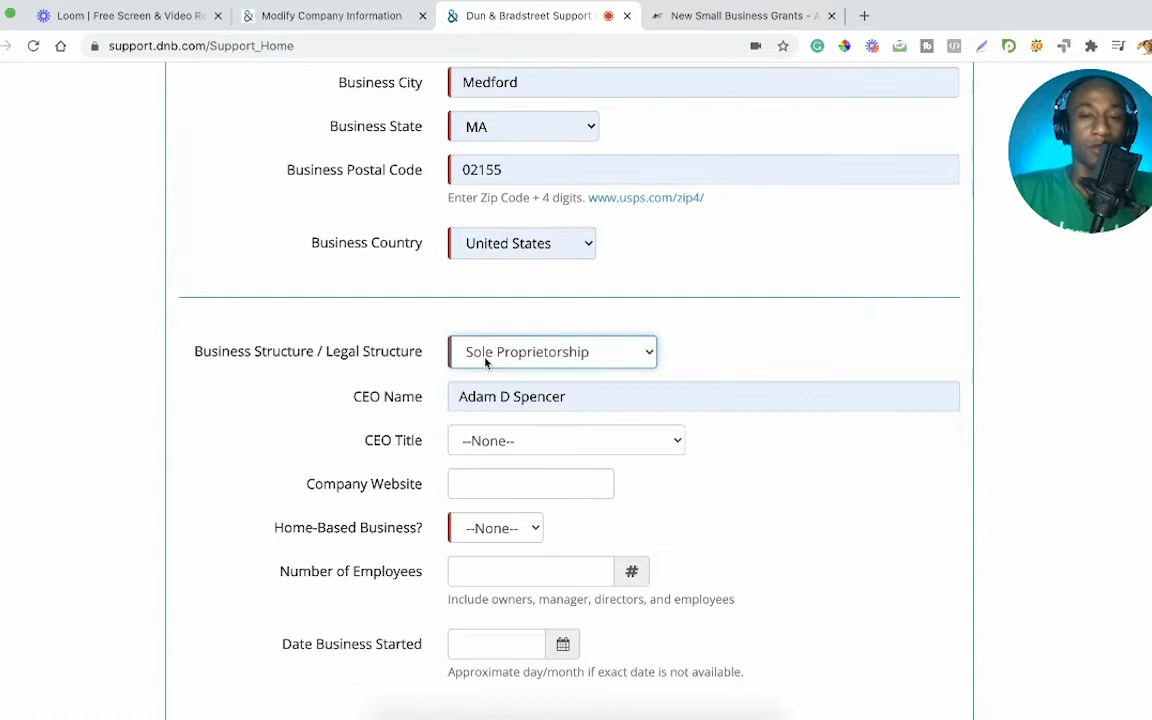 Loom | Free Screen & Video Re
Modify Company Information
Dun & Bradstreet Support
New Small Business Grants - A
support.dnb.com/Support_Home
Business City
Medford
Business State
MA
Business Postal Code
02155
Enter Zip Code + 4 digits. www.usps.com/zip4/
Business Country
United States
Business Structure / Legal Structure
Sole Proprietorship
CEO Name
Adam D Spencer
CEO Title
--None--
Company Website
Home-Based Business?
--None--
Number of Employees
#
Include owners, manager, directors, and employees
Date Business Started
Approximate day/month if exact date is not available.